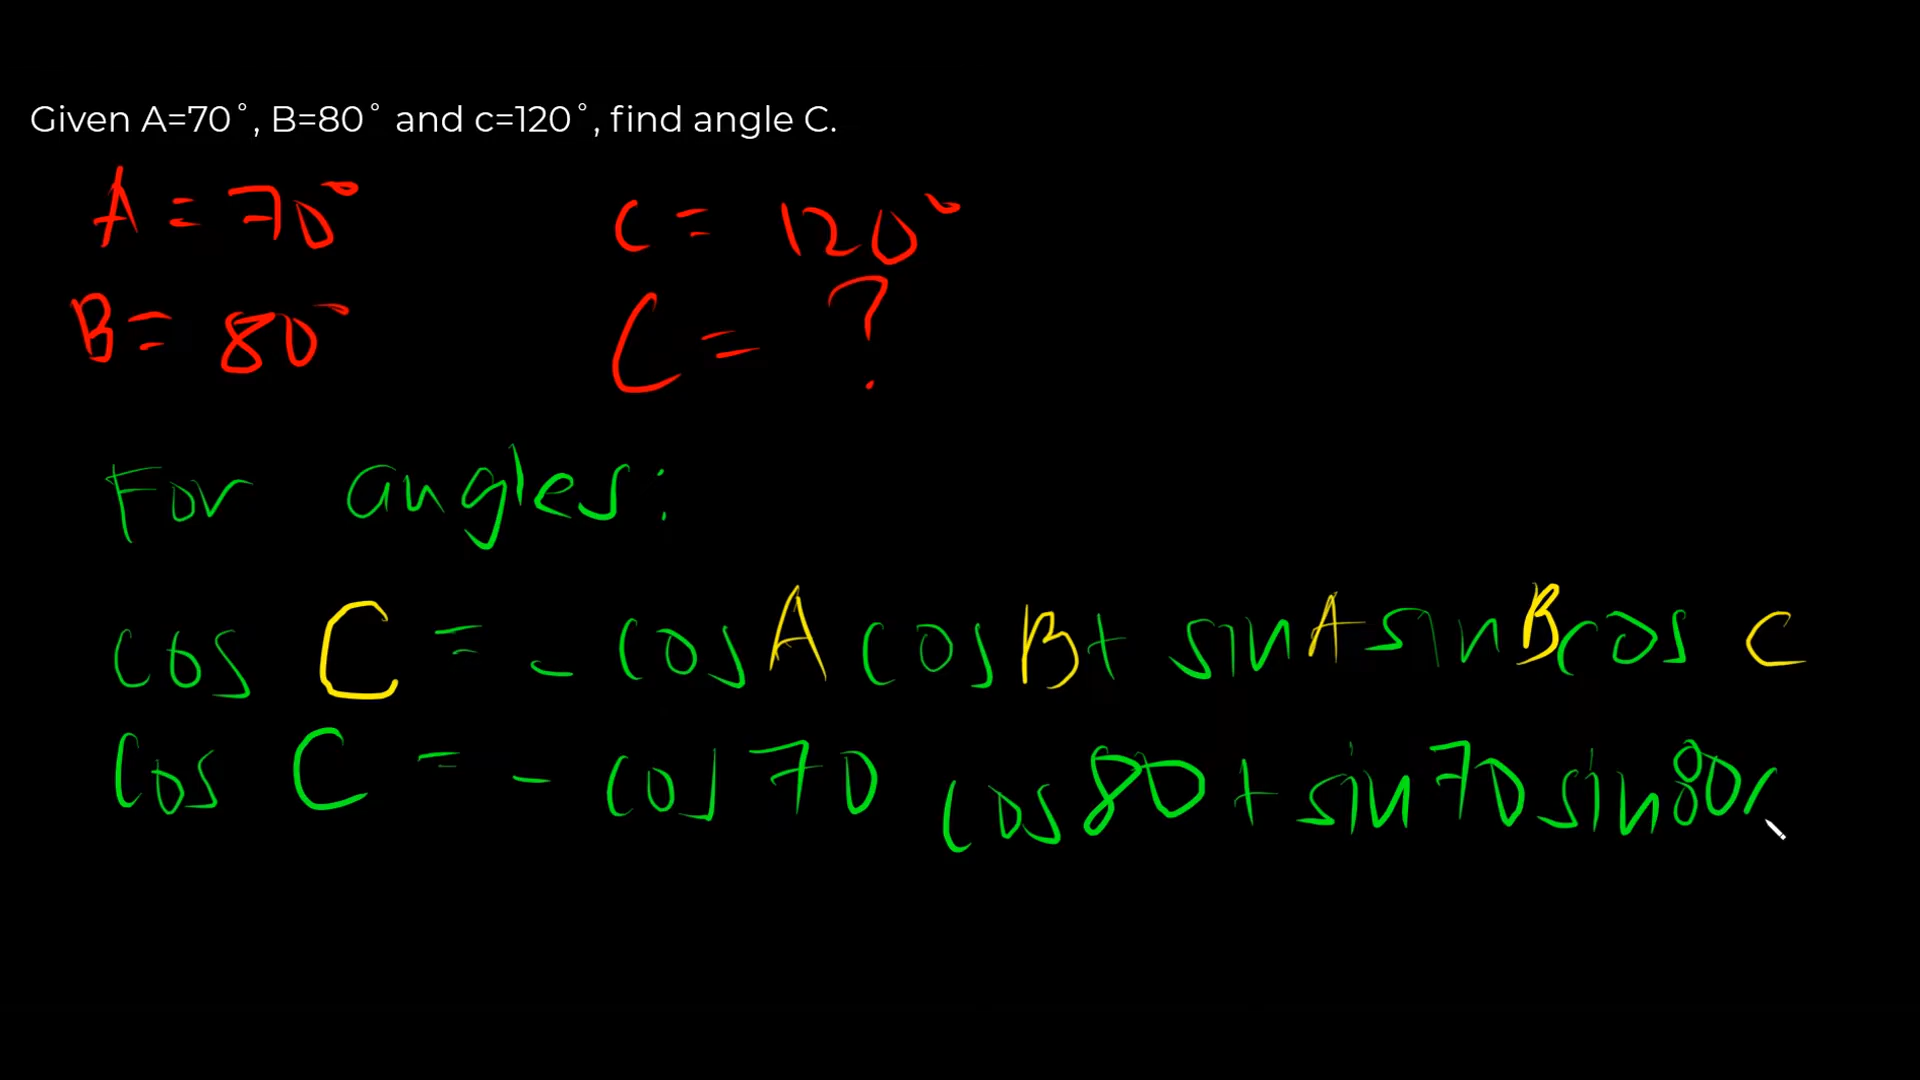 Given A=70°, B=80° and c=120°, find angle C.
A = 70° c = 120°
B = 80° C = ?
For angles:
cos C = - cos A cos B + sin A sin B cos c
cos C = - cos 70 cos 80 + sin 70 sin 80 c